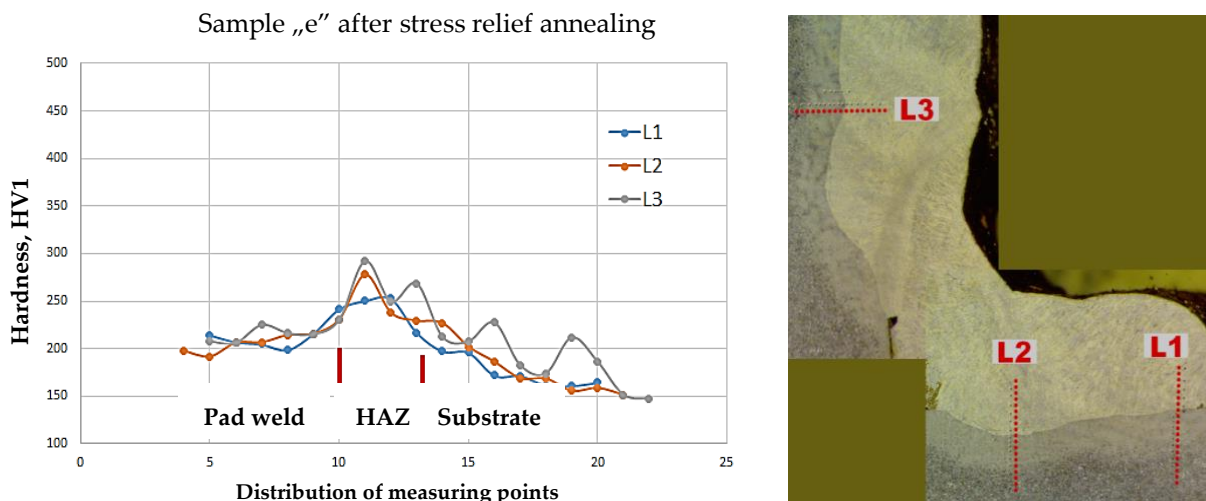 Sample „e” after stress relief annealing
500
450
400
350
300
250
200
150
100
Hardness, HV1
L1
L2
L3
Pad weld HAZ Substrate
0 5 10 15 20 25
Distribution of measuring points
L3
L2 L1